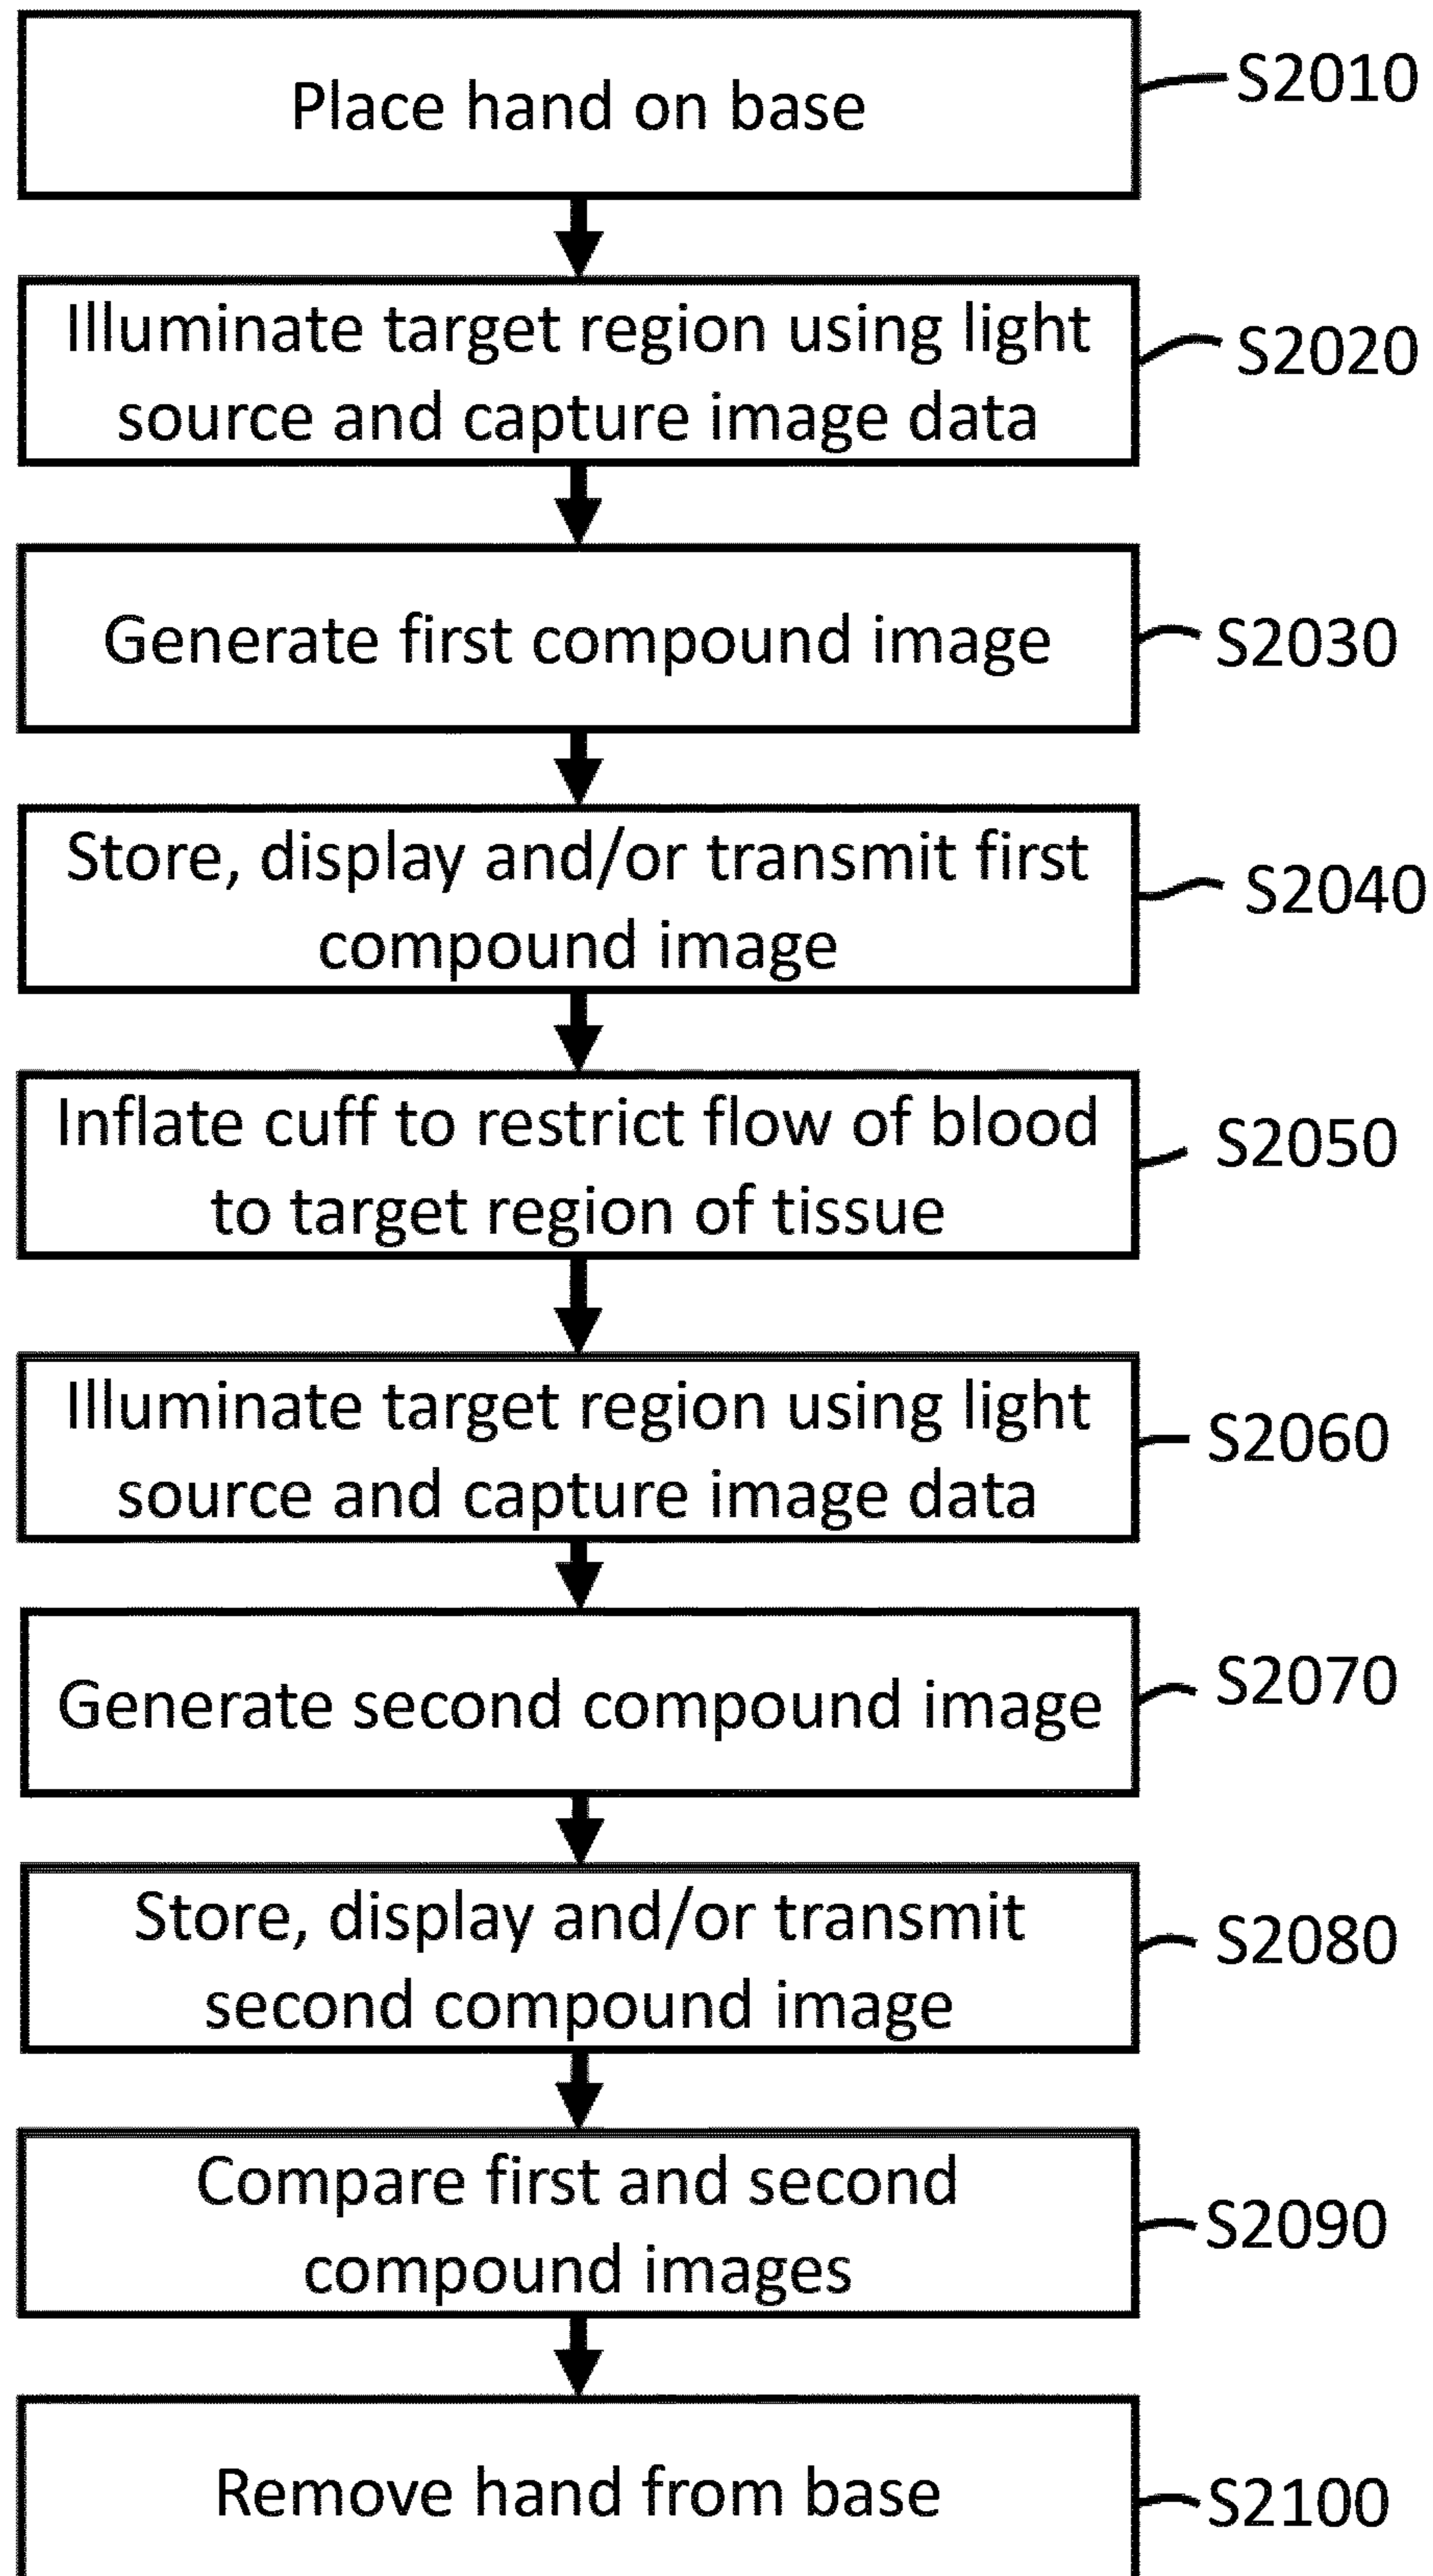 Place hand on base
S2010
Illuminate target region using light
source and capture image data
S2020
Generate first compound image
S2030
Store, display and/or transmit first
compound image
S2040
Inflate cuff to restrict flow of blood
to target region of tissue
S2050
Illuminate target region using light
source and capture image data
S2060
Generate second compound image
S2070
Store, display and/or transmit
second compound image
S2080
Compare first and second
compound images
S2090
Remove hand from base
S2100